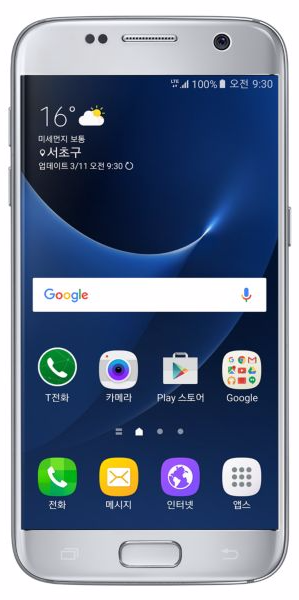 LTE 100% 오전 9:30
16°
미세먼지 보통
서초구
업데이트 3/11 오전 9:30
Google
T전화 카메라 Play 스토어 Google
전화 메시지 인터넷 앱스